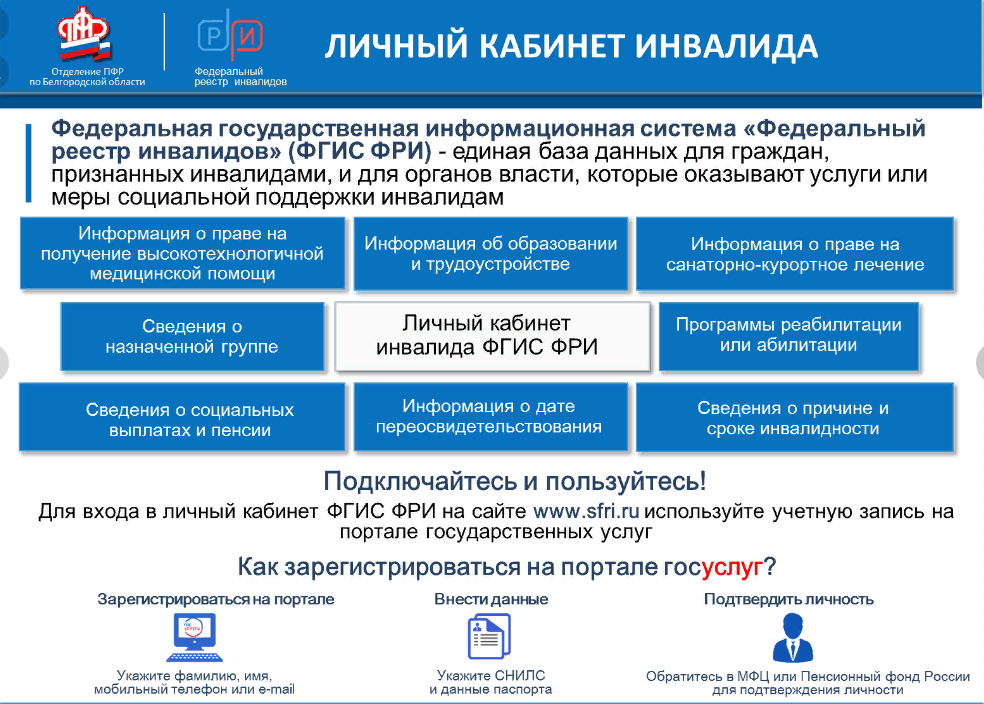 Отделение ПФР
по Белгородской области
РИ
Федеральный
реестр инвалидов
ЛИЧНЫЙ КАБИНЕТ ИНВАЛИДА
Федеральная государственная информационная система «Федеральный
реестр инвалидов» (ФГИС ФРИ) - единая база данных для граждан,
признанных инвалидами, и для органов власти, которые оказывают услуги или
меры социальной поддержки инвалидам
Информация о праве на
получение высокотехнологичной
медицинской помощи
Информация об образовании
и трудоустройстве
Информация о праве на
санаторно-курортное лечение
Сведения о
назначенной группе
Личный кабинет
инвалида ФГИС ФРИ
Программы реабилитации
или абилитации
Сведения о социальных
выплатах и пенсии
Информация о дате
переосвидетельствования
Сведения о причине и
сроке инвалидности
Подключайтесь и пользуйтесь!
Для входа в личный кабинет ФГИС ФРИ на сайте www.sfri.ru используйте учетную запись на
портале государственных услуг
Как зарегистрироваться на портале госуслуг?
Зарегистрироваться на портале
гос
услуги
Укажите фамилию, имя,
мобильный телефон или e-mail
Внести данные
Укажите СНИЛС
и данные паспорта
Подтвердить личность
Обратитесь в МФЦ или Пенсионный фонд России
для подтверждения личности